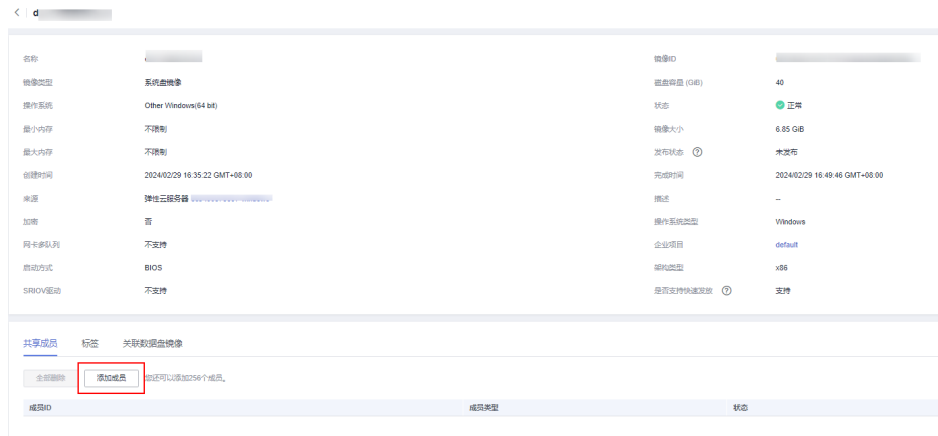 d
名称 镜像ID
镜像类型 系统盘镜像 磁盘容量 (GiB) 40
操作系统 Other Windows(64 bit) 状态 正常
最小内存 不限制 镜像大小 6.85 GiB
最大内存 不限制 发布状态 ? 未发布
创建时间 2024/02/29 16:35:22 GMT+08:00 完成时间 2024/02/29 16:49:46 GMT+08:00
来源 弹性云服务器 描述 --
加密 否 操作系统类型 Windows
网卡多队列 不支持 企业项目 default
启动方式 BIOS 架构类型 x86
SRIOV驱动 不支持 是否支持快速发放 ? 支持
共享成员 标签 关联数据盘镜像
全部删除 添加成员 您还可以添加256个成员。
成员ID 成员类型 状态